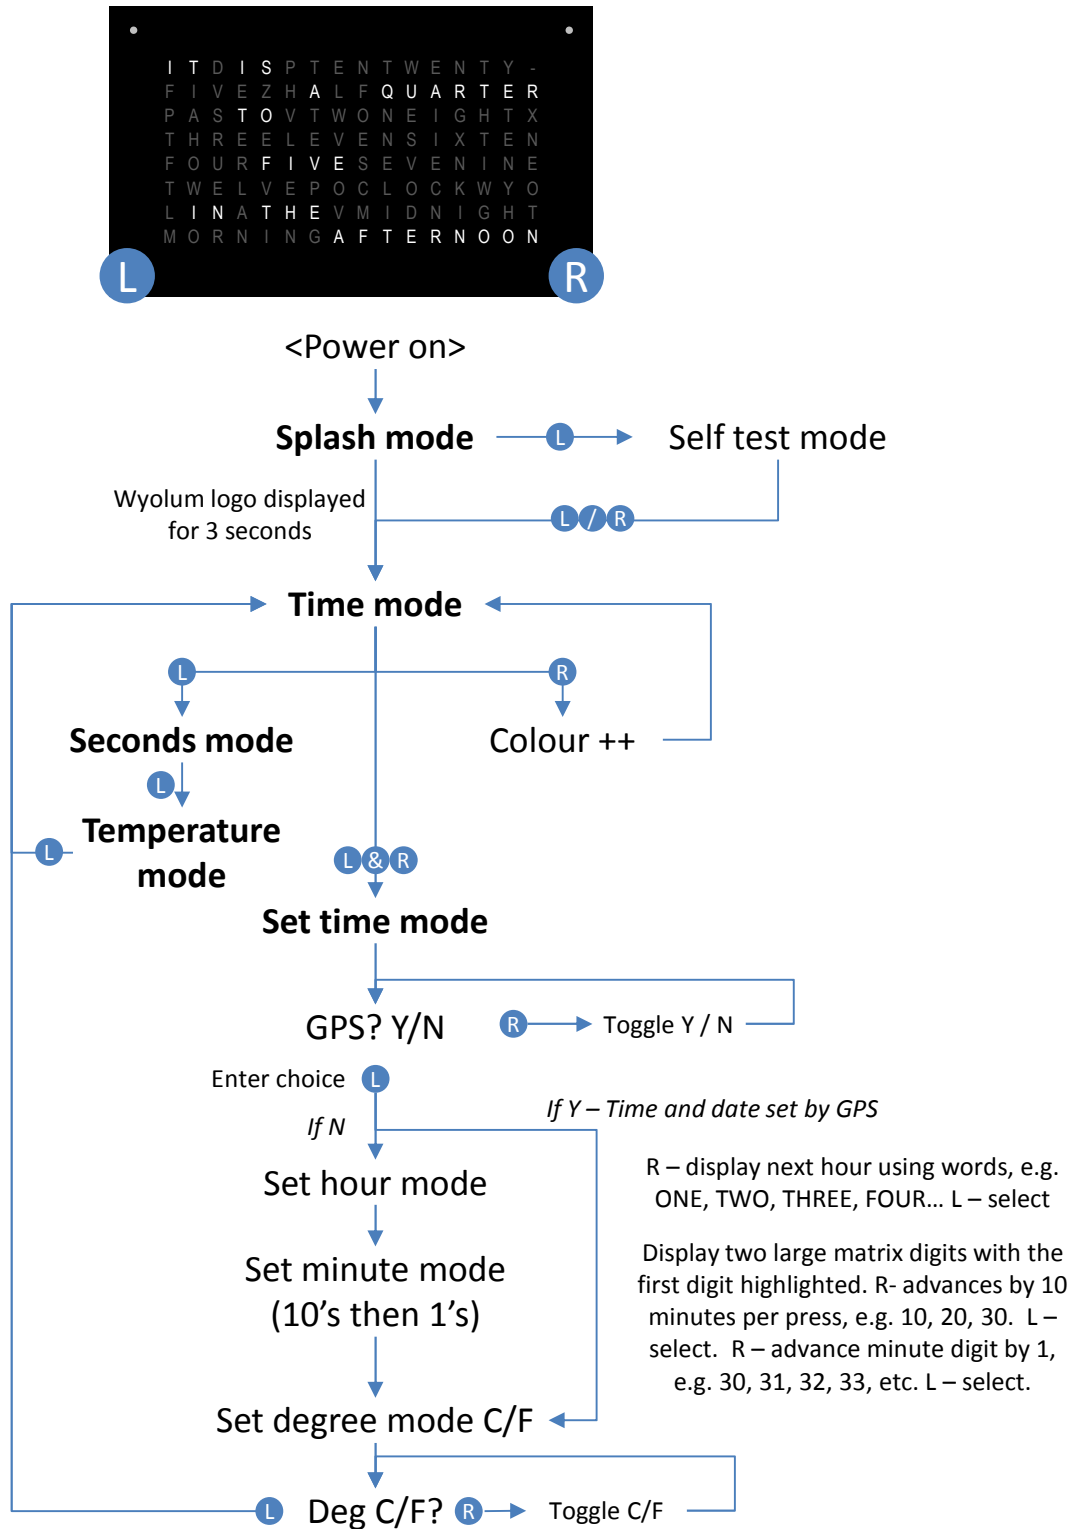 I T D I S P T E N T W E N T Y -
F I V E Z H A L F Q U A R T E R
P A S T O V T W O N E I G H T X
T H R E E L E V E N S I X T E N
F O U R F I V E S E V E N I N E
T W E L V E P O C L O C K W Y O
L I N A T H E V M I D N I G H T
M O R N I N G A F T E R N O O N
L R
<Power on>
Splash mode L Self test mode
Wyolum logo displayed
for 3 seconds
L / R
Time mode
L R
Seconds mode Colour ++
L
Temperature
mode
L
L & R
Set time mode
GPS? Y/N R Toggle Y / N
Enter choice L
If Y – Time and date set by GPS
If N
Set hour mode
R – display next hour using words, e.g.
ONE, TWO, THREE, FOUR… L – select
Set minute mode
(10's then 1's)
Display two large matrix digits with the
first digit highlighted. R- advances by 10
minutes per press, e.g. 10, 20, 30. L –
select. R – advance minute digit by 1,
e.g. 30, 31, 32, 33, etc. L – select.
Set degree mode C/F
L Deg C/F? R Toggle C/F